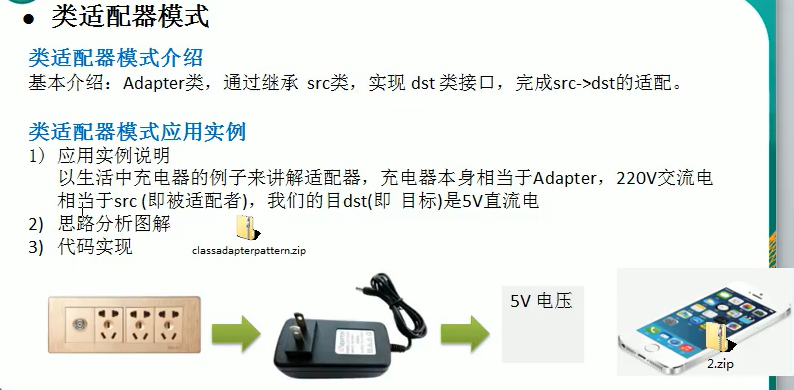 类适配器模式
类适配器模式介绍
基本介绍：Adapter类，通过继承 src类，实现 dst 类接口，完成src->dst的适配。
类适配器模式应用实例
1) 应用实例说明
以生活中充电器的例子来讲解适配器，充电器本身相当于Adapter，220V交流电
相当于src (即被适配者)，我们的目dst(即 目标)是5V直流电
2) 思路分析图解
3) 代码实现
classadapterpattern.zip
5V 电压
2.zip